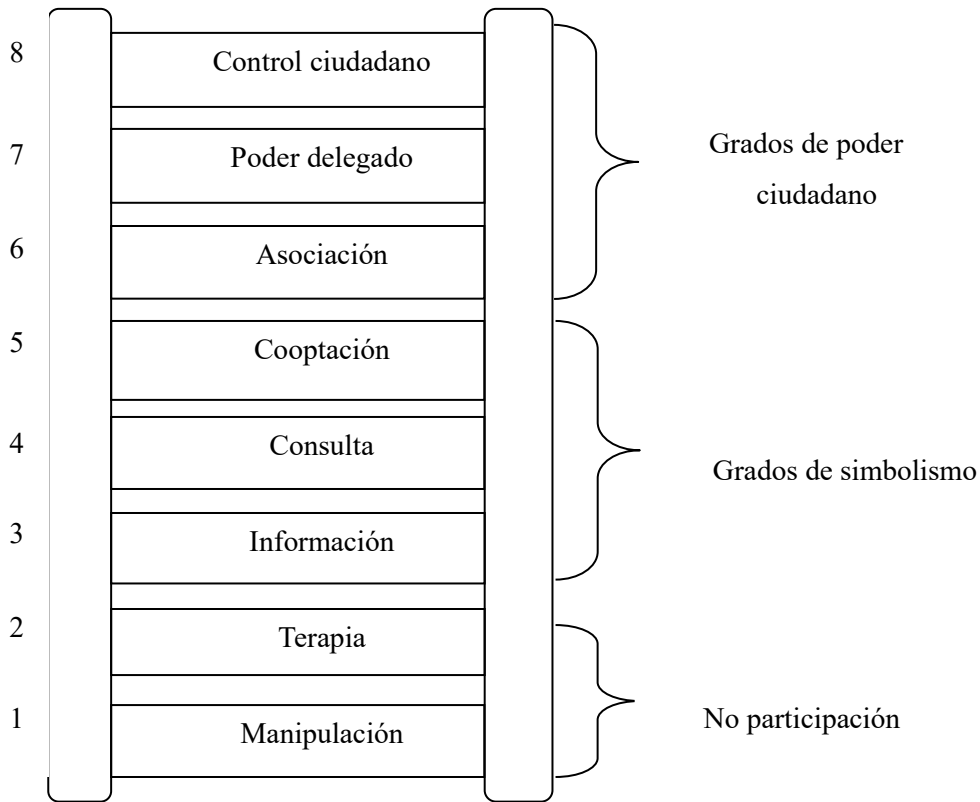 8 Control ciudadano
7 Poder delegado
6 Asociación
Grados de poder
ciudadano
5 Cooptación
4 Consulta
3 Información
Grados de simbolismo
2 Terapia
1 Manipulación
No participación